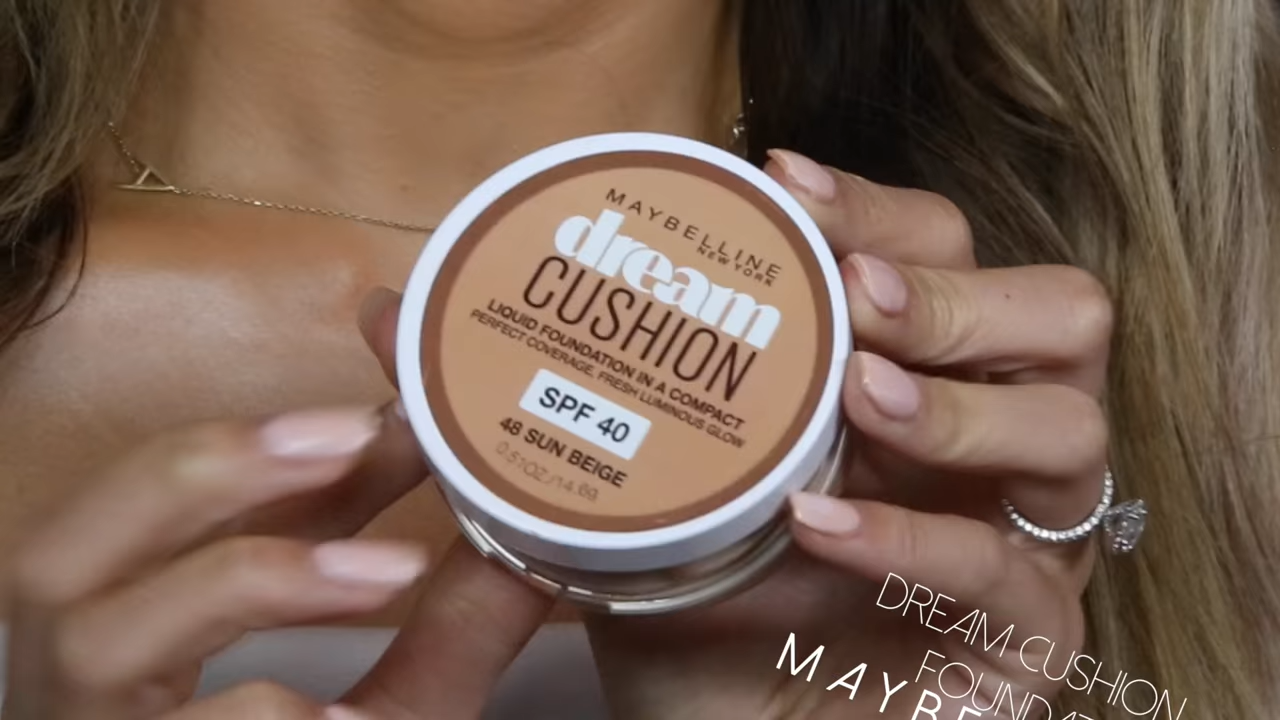 MAYBELLINE
NEW YORK
dream
CUSHION
LIQUID FOUNDATION IN A COMPACT
PERFECT COVERAGE, FRESH LUMINOUS GLOW
SPF 40
48 SUN BEIGE
0.51OZ./14.6g
DREAM CUSHION